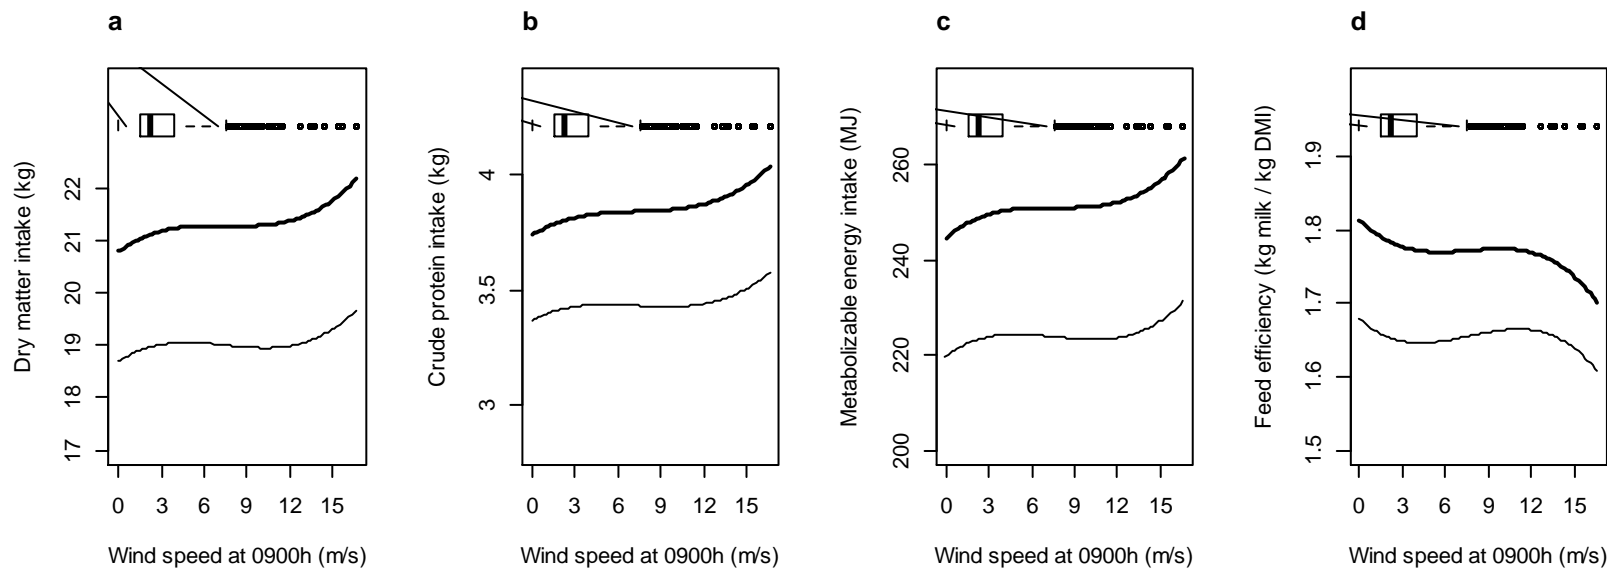 a
Dry matter intake (kg)
22
21
20
19
18
17
0 3 6 9 12 15
Wind speed at 0900h (m/s)
b
Crude protein intake (kg)
4
3.5
3
0 3 6 9 12 15
Wind speed at 0900h (m/s)
c
Metabolizable energy intake (MJ)
260
240
220
200
0 3 6 9 12 15
Wind speed at 0900h (m/s)
d
Feed efficiency (kg milk / kg DMI)
1.9
1.8
1.7
1.6
1.5
0 3 6 9 12 15
Wind speed at 0900h (m/s)